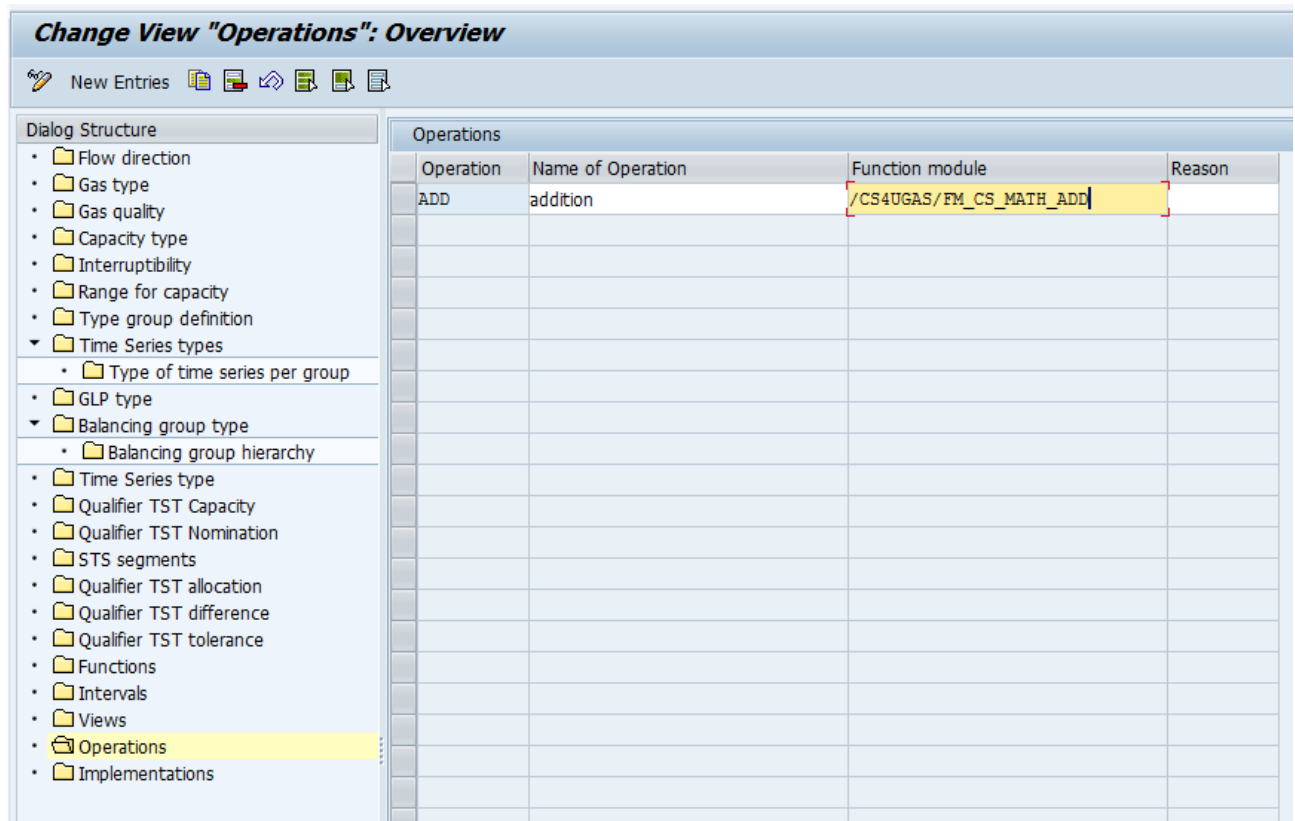 Change View "Operations": Overview
New Entries
Dialog Structure
Flow direction
Gas type
Gas quality
Capacity type
Interruptibility
Range for capacity
Type group definition
Time Series types
Type of time series per group
GLP type
Balancing group type
Balancing group hierarchy
Time Series type
Qualifier TST Capacity
Qualifier TST Nomination
STS segments
Qualifier TST allocation
Qualifier TST difference
Qualifier TST tolerance
Functions
Intervals
Views
Operations
Implementations
Operations
Operation Name of Operation Function module Reason
ADD addition /CS4UGAS/FM_CS_MATH_ADD